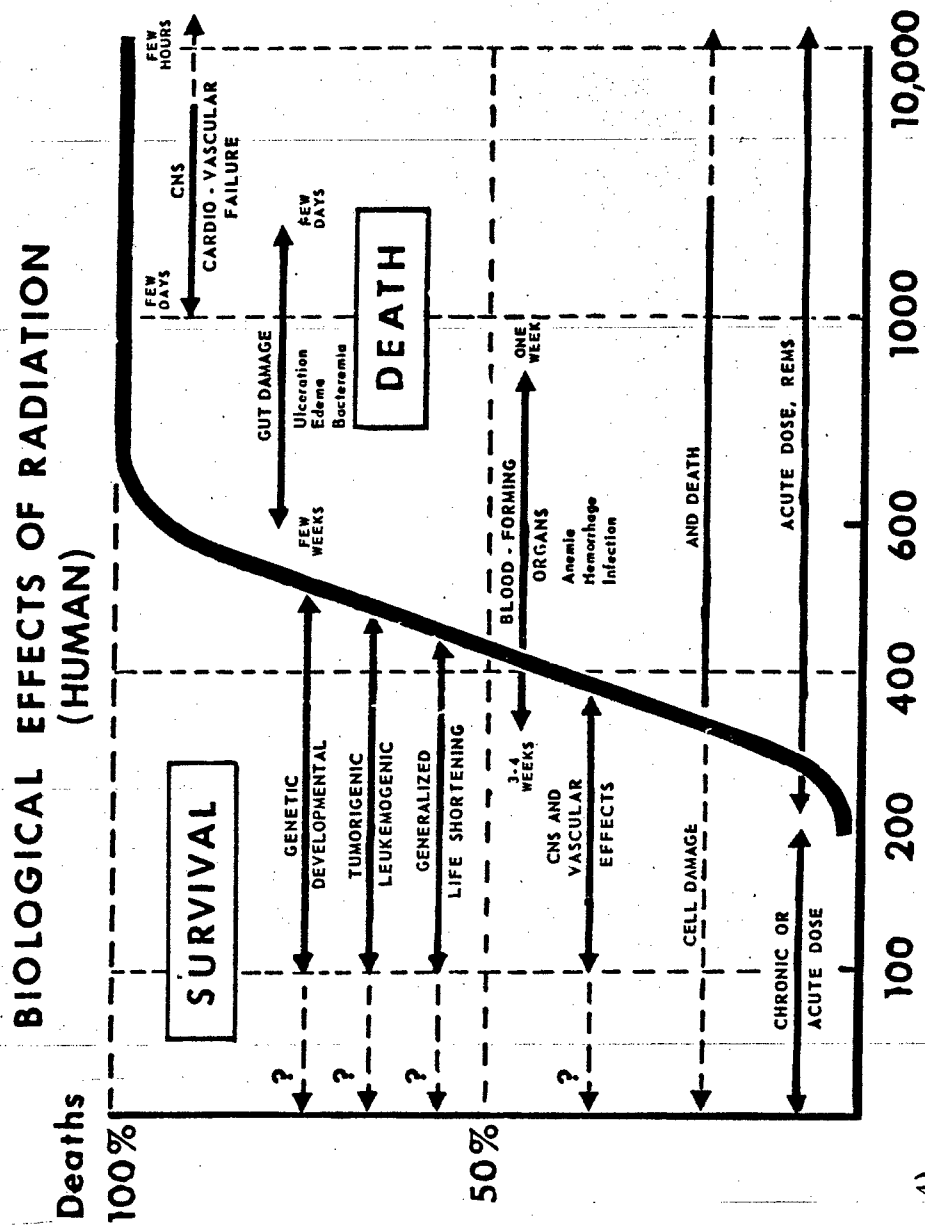 BIOLOGICAL EFFECTS OF RADIATION
(HUMAN)
Deaths
100%
50%
SURVIVAL
DEATH
FEW
DAYS
CNS
CARDIO - VASCULAR
FAILURE
FEW
HOURS
GUT DAMAGE
Ulceration
Edeme
Bacteremia
FEW
WEEKS
FEW
DAYS
?
GENETIC
DEVELOPMENTAL
?
TUMORIGENIC
LEUKEMOGENIC
?
GENERALIZED
LIFE SHORTENING
3-4
WEEKS
BLOOD - FORMING
ORGANS
Anemia
Hemorrhage
Infection
ONE
WEEK
?
CNS AND
VASCULAR
EFFECTS
CELL DAMAGE
AND DEATH
CHRONIC OR
ACUTE DOSE
ACUTE DOSE, REMS
100
200
400
600
1000
10,000
4)